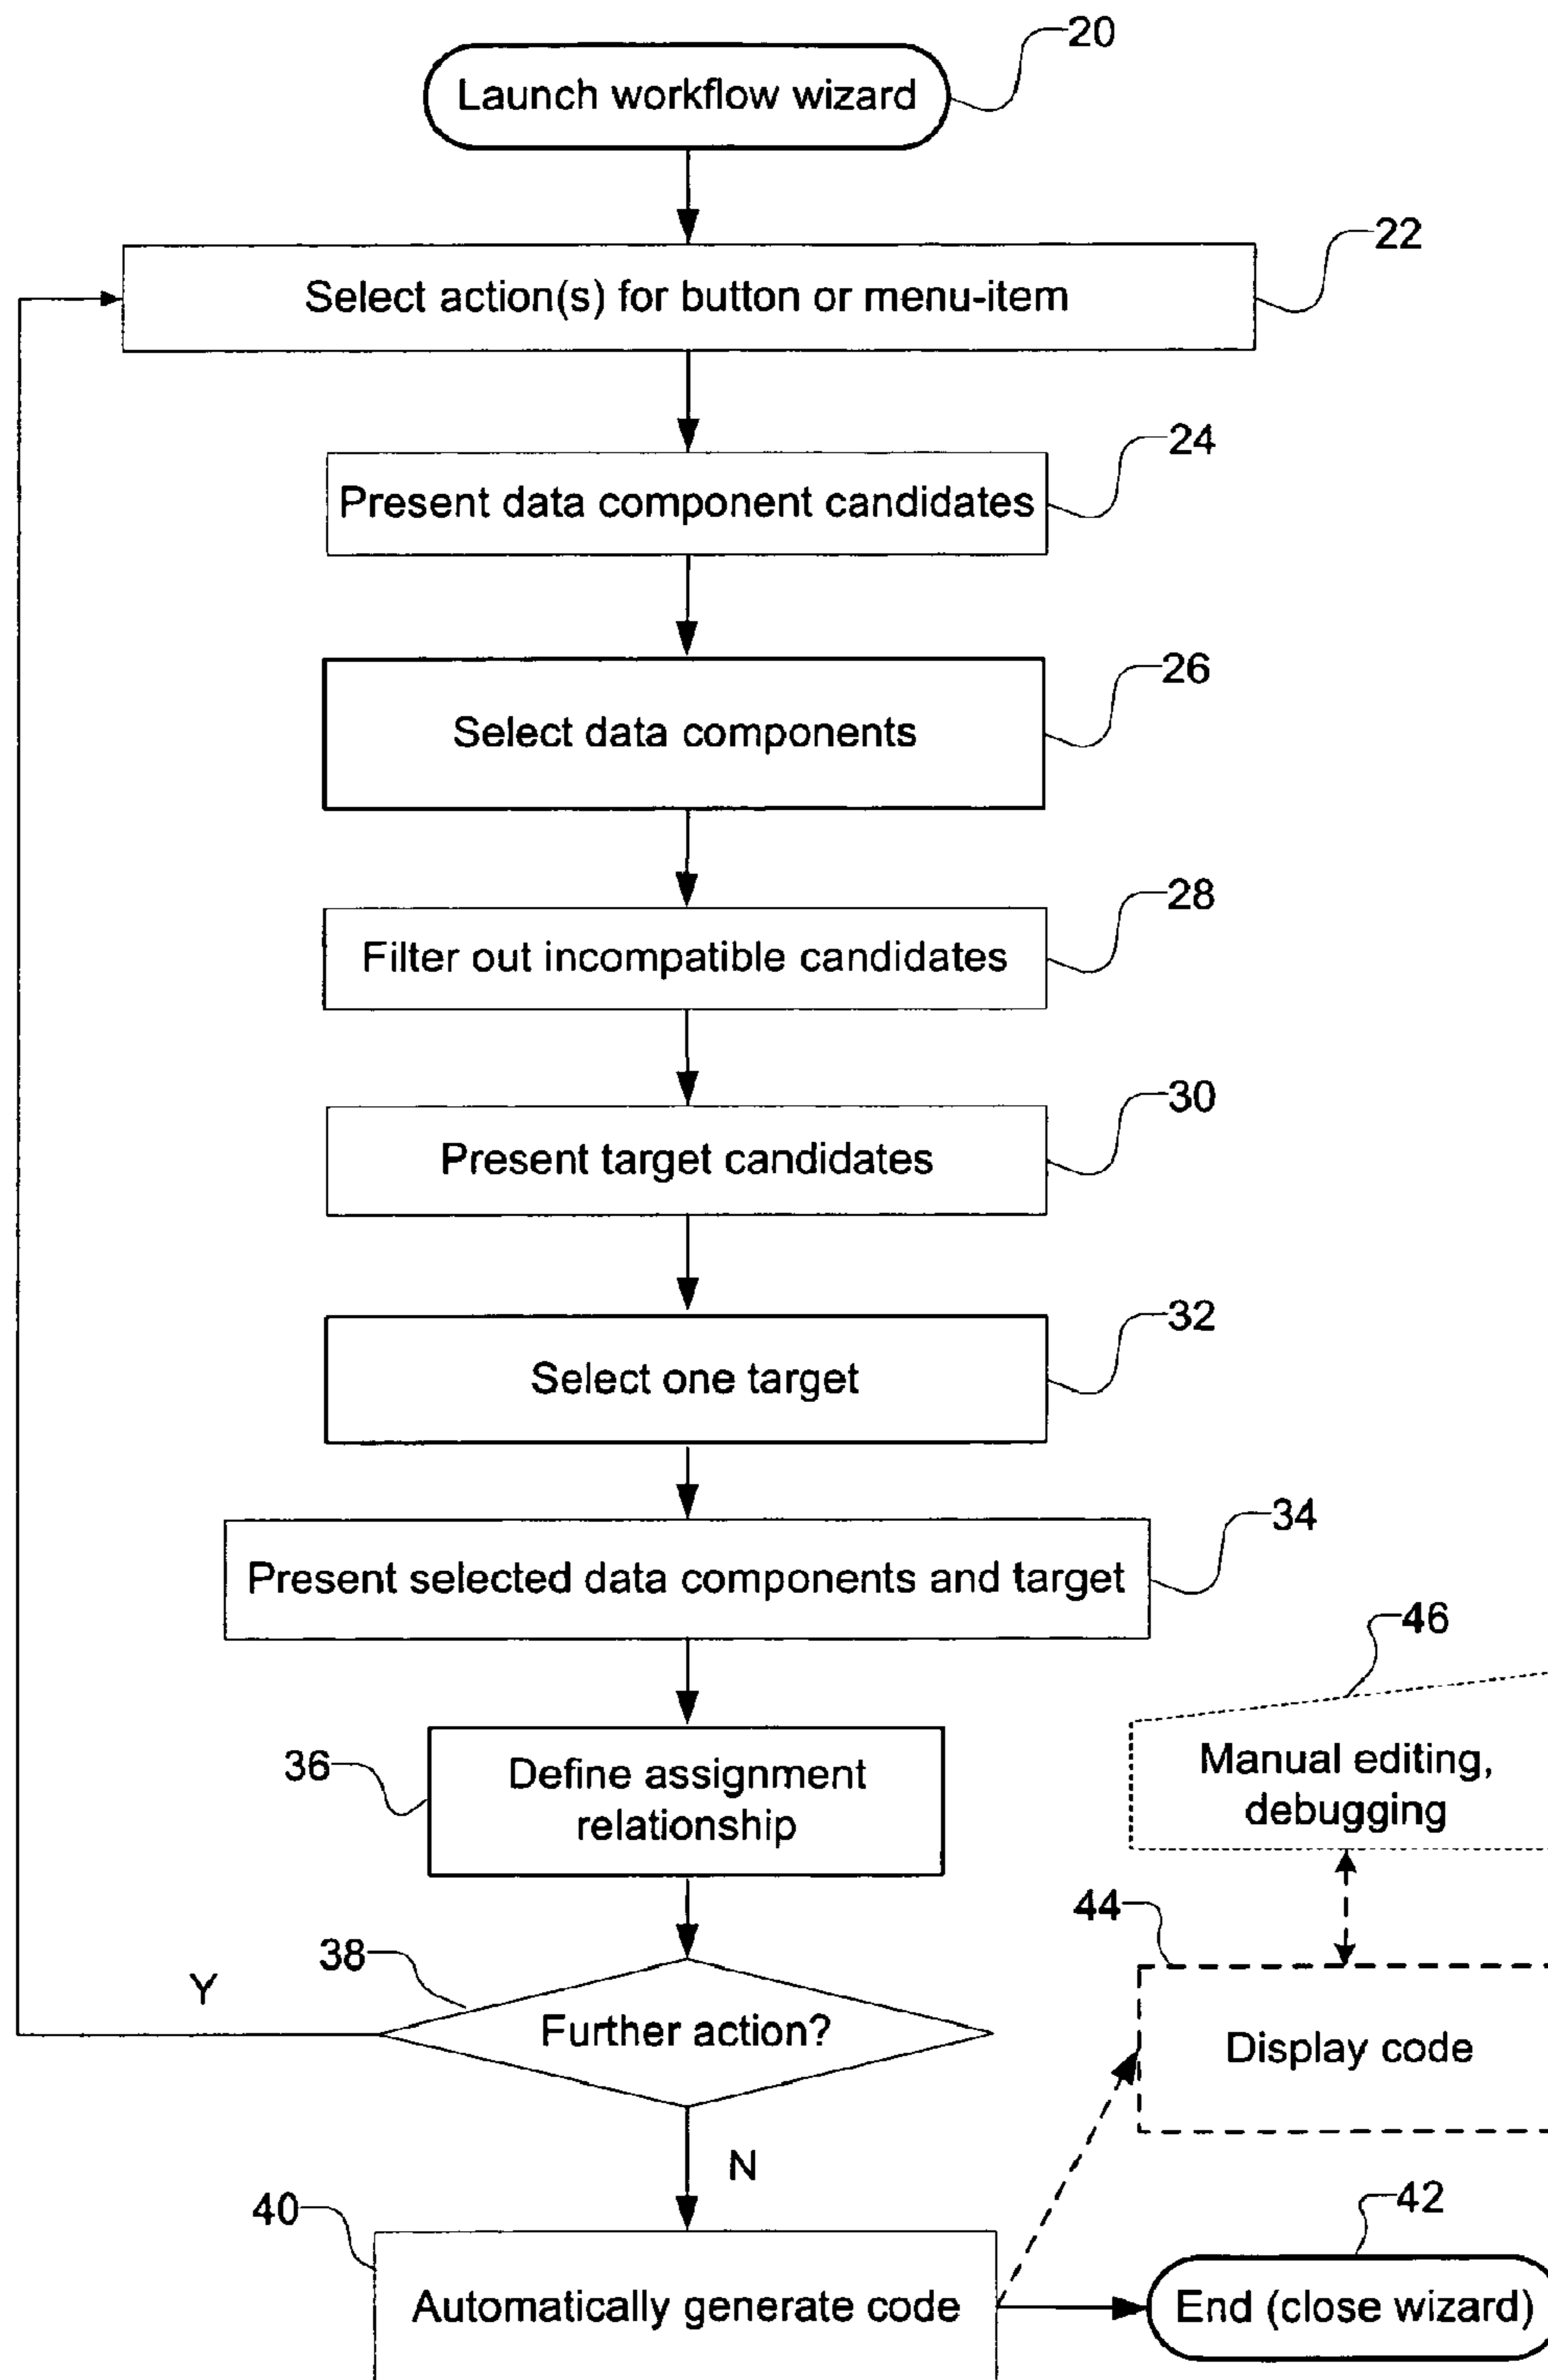 20
Launch workflow wizard
22
Select action(s) for button or menu-item
24
Present data component candidates
26
Select data components
28
Filter out incompatible candidates
30
Present target candidates
32
Select one target
34
Present selected data components and target
46
36
Define assignment
relationship
Manual editing,
debugging
44
38
Y
Further action?
Display code
N
40
42
Automatically generate code
End (close wizard)